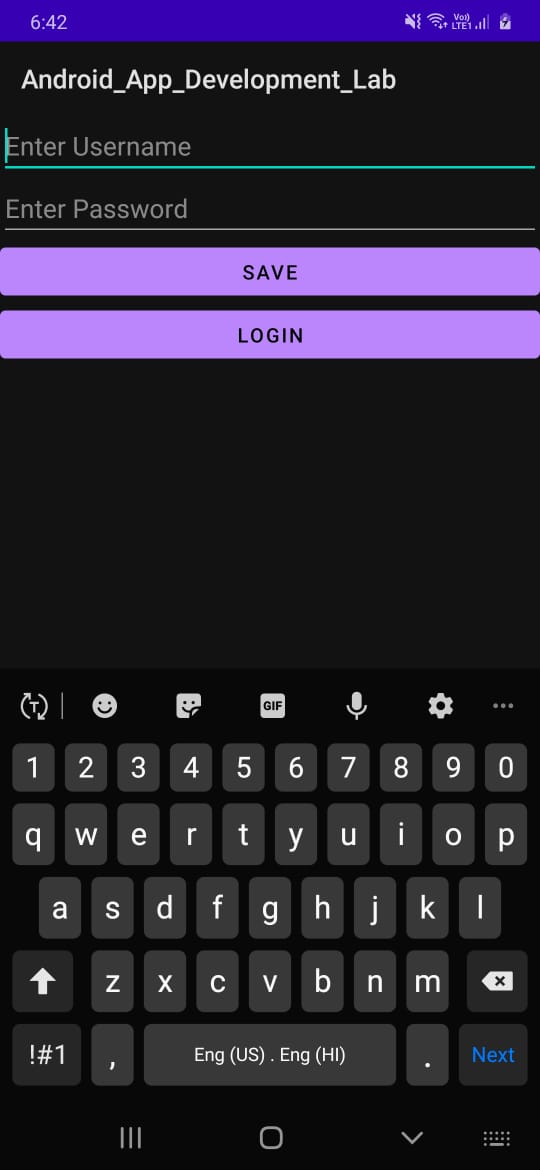 6:42
Vo))
LTE1
Android_App_Development_Lab
Enter Username
Enter Password
SAVE
LOGIN
T
GIF
1 2 3 4 5 6 7 8 9 0
q w e r t y u i o p
a s d f g h j k l
z x c v b n m
!#1 , Eng (US) . Eng (HI) . Next